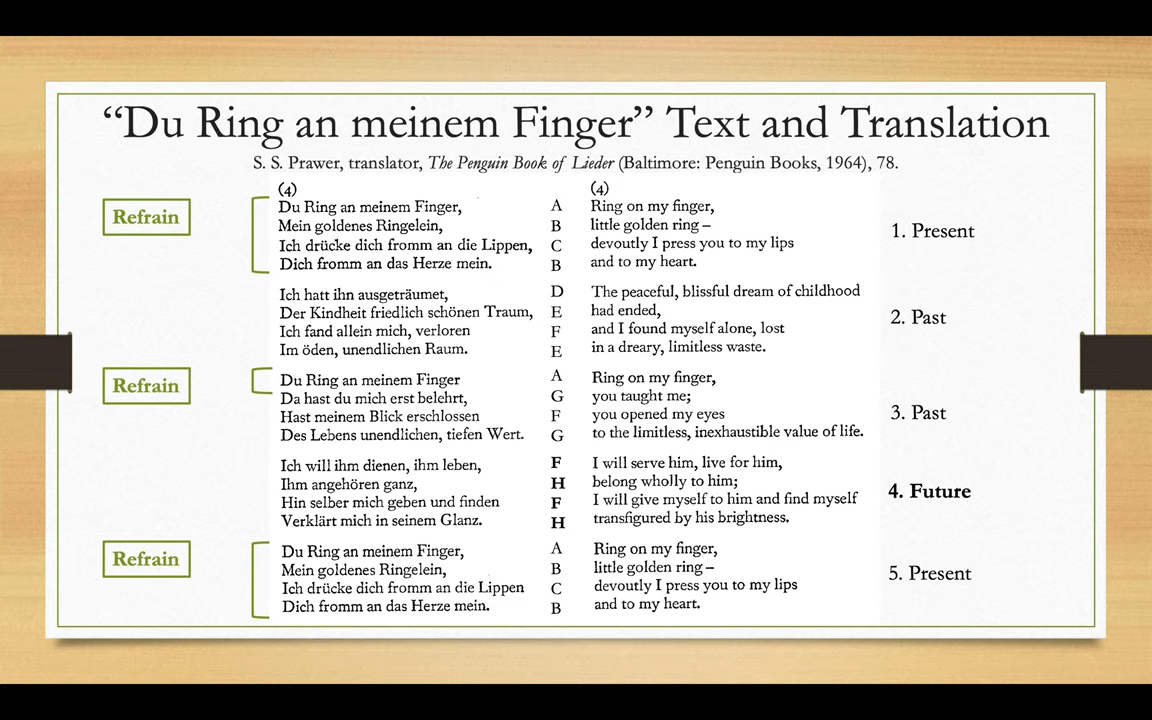 “Du Ring an meinem Finger” Text and Translation
S. S. Prawer, translator, The Penguin Book of Lieder (Baltimore: Penguin Books, 1964), 78.
(4) (4)
Refrain
Du Ring an meinem Finger, A Ring on my finger,
Mein goldenes Ringelein, B little golden ring –
Ich drücke dich fromm an die Lippen, C devoutly I press you to my lips
Dich fromm an das Herze mein. B and to my heart.
1. Present
Ich hatt ihn ausgeträumet, D The peaceful, blissful dream of childhood
Der Kindheit friedlich schönen Traum, E had ended,
Ich fand allein mich, verloren F and I found myself alone, lost
Im öden, unendlichen Raum. E in a dreary, limitless waste.
2. Past
Refrain
Du Ring an meinem Finger A Ring on my finger,
Da hast du mich erst belehrt, G you taught me;
Hast meinem Blick erschlossen F you opened my eyes
Des Lebens unendlichen, tiefen Wert. G to the limitless, inexhaustible value of life.
3. Past
Ich will ihm dienen, ihm leben, F I will serve him, live for him,
Ihm angehören ganz, H belong wholly to him;
Hin selber mich geben und finden F I will give myself to him and find myself
Verklärt mich in seinem Glanz. H transfigured by his brightness.
4. Future
Refrain
Du Ring an meinem Finger, A Ring on my finger,
Mein goldenes Ringelein, B little golden ring –
Ich drücke dich fromm an die Lippen C devoutly I press you to my lips
Dich fromm an das Herze mein. B and to my heart.
5. Present